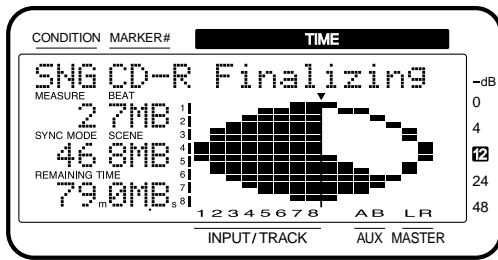 CONDITION MARKER# TIME
SNG CD-R Finalizing
MEASURE BEAT
2 7MB
SYNC MODE SCENE
46 8MB
REMAINING TIME
79m0MBs
1
2
3
4
5
6
7
8
1 2 3 4 5 6 7 8 A B L R
INPUT/TRACK AUX MASTER
-dB
0
4
12
24
48